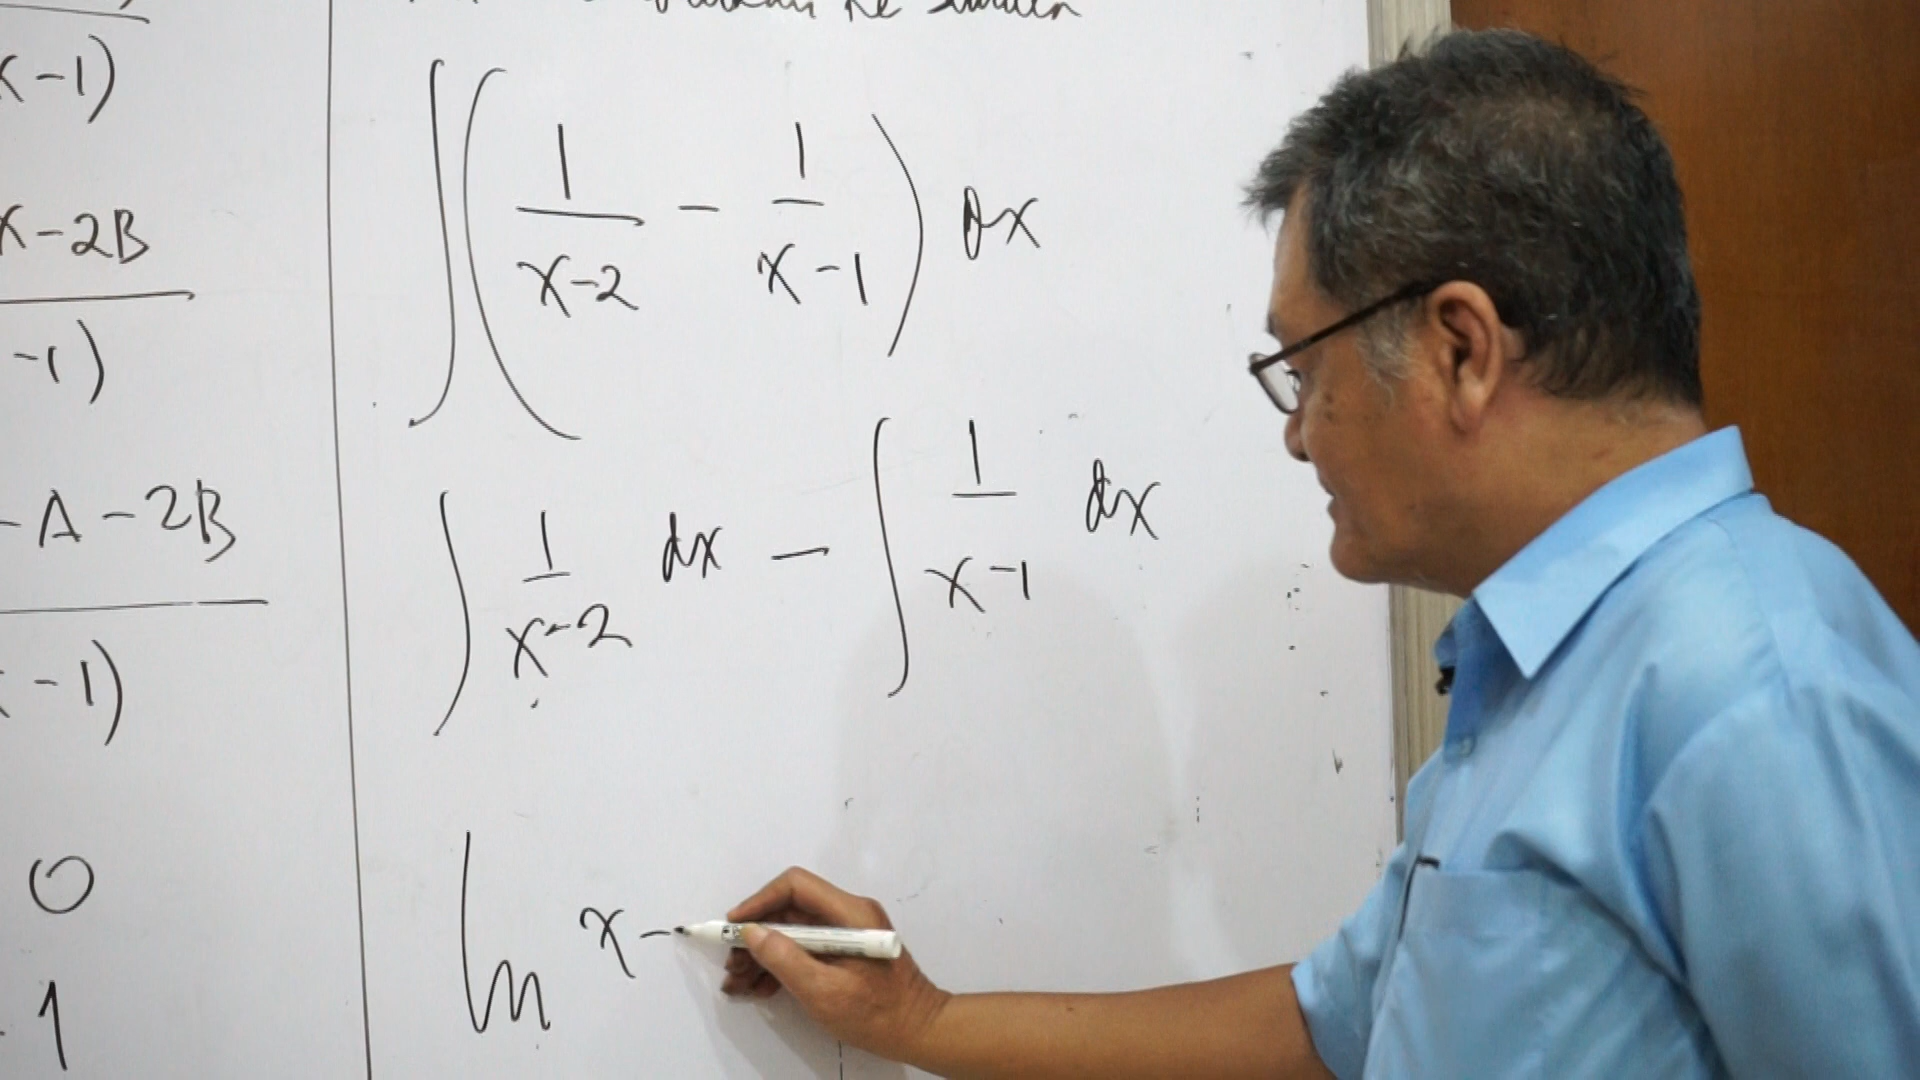 x-1)
x-2B
-1)
-A-2B
-1)
0
1
ke
∫(1/(x-2) - 1/(x-1)) dx
∫ 1/(x-2) dx - ∫ 1/(x-1) dx
ln x-